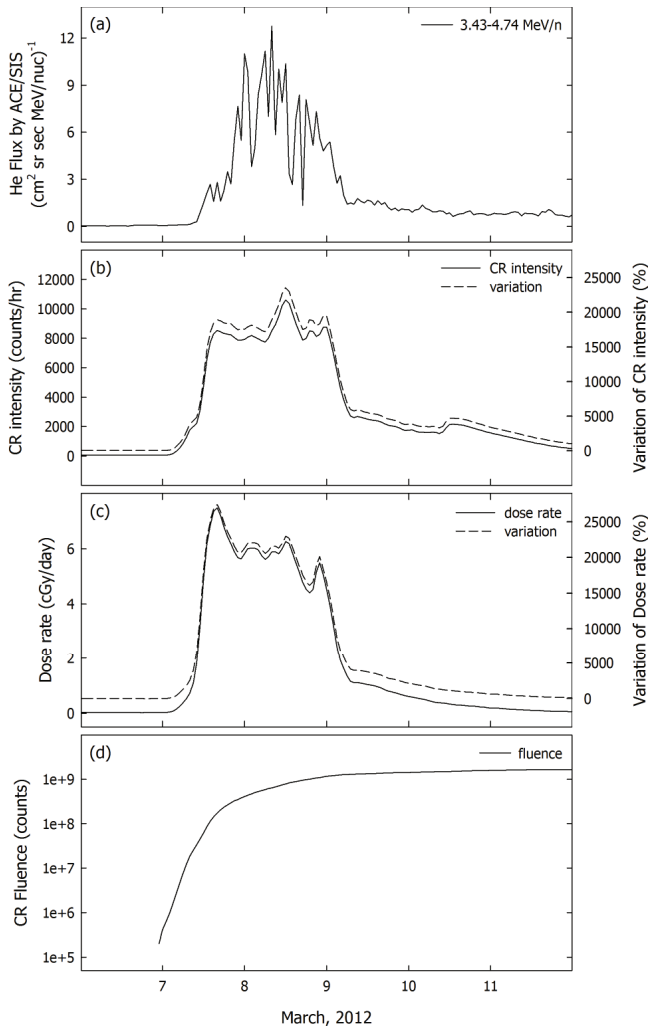 (a)
3.43-4.74 MeV/n
He Flux by ACE/SIS
(cm² sr sec MeV/nuc)⁻¹
12
9
6
3
0
(b)
CR intensity
variation
CR intensity (counts/hr)
12000
10000
8000
6000
4000
2000
0
25000
20000
15000
10000
5000
0
Variation of CR intensity (%)
(c)
dose rate
variation
Dose rate (cGy/day)
6
4
2
0
25000
20000
15000
10000
5000
0
Variation of Dose rate (%)
(d)
fluence
CR Fluence (counts)
1e+9
1e+8
1e+7
1e+6
1e+5
7 8 9 10 11
March, 2012